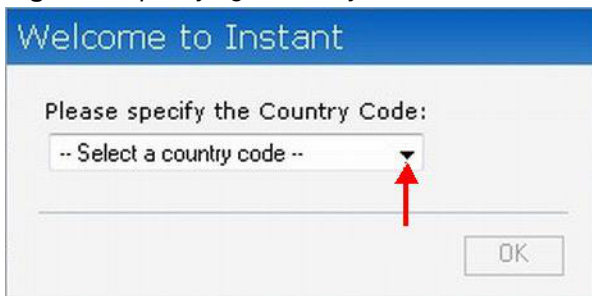 Welcome to Instant
Please specify the Country Code:
-- Select a country code --
OK